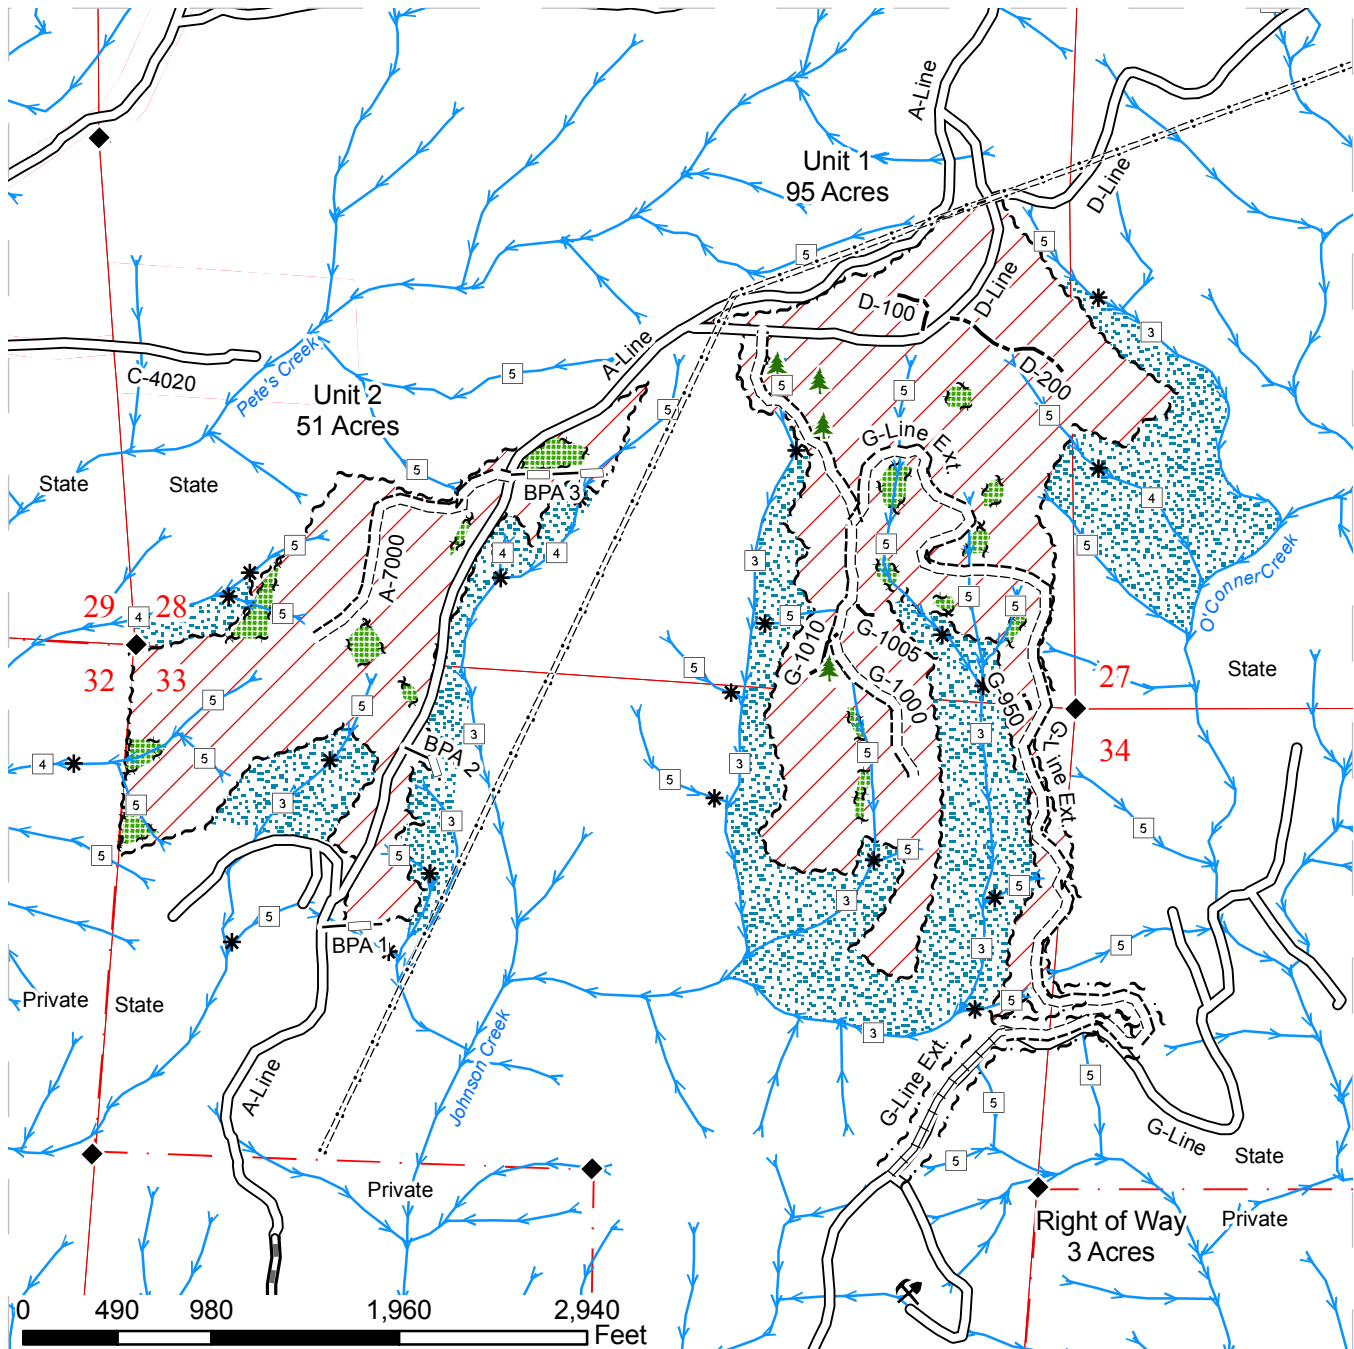 A-Line
Unit 1
95 Acres
D-Line
5
5
D-100
D-Line
3
A-Line
C-4020
Pete's Creek
5
Unit 2
51 Acres
5
5
D-200
5
5
G-Line Ext.
5
State
State
BPA 3
4
5
A-7000
5
4
4
3
5
5
O'Conner Creek
29
28
4
5
5
5
5
G-1010
G-1005
32
33
5
5
G-1000
G-950
27
State
5
3
3
5
G-Line Ext.
34
4
5
BPA 2
3
5
5
5
3
3
5
5
5
5
5
3
5
BPA 1
3
5
Private
State
5
3
Johnson Creek
G-Line Ext.
5
A-Line
5
G-Line
State
5
Private
Right of Way
3 Acres
Private
0
490
980
1,960
2,940
Feet